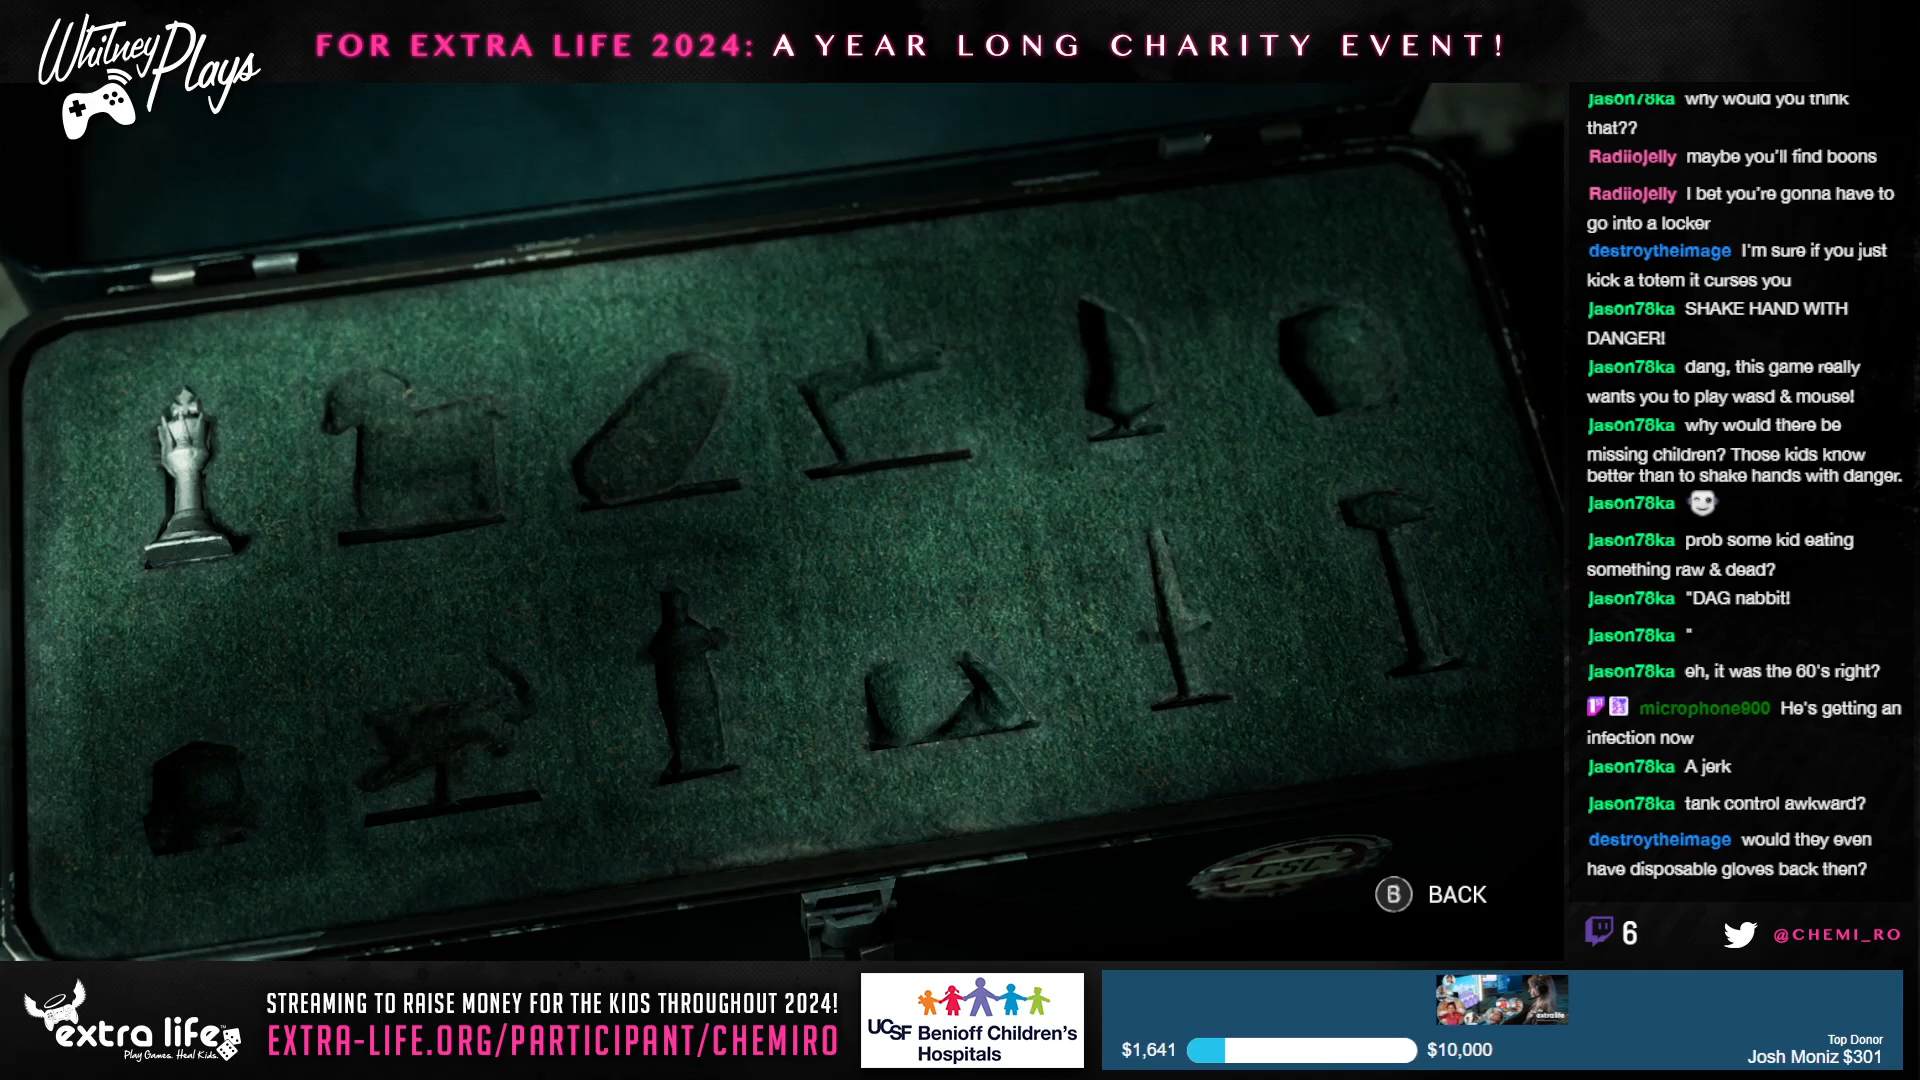 Whitney Plays
FOR EXTRA LIFE 2024: A YEAR LONG CHARITY EVENT!
Jason78ka why would you think
that??
Radiiojelly maybe you'll find boons
Radiiojelly I bet you're gonna have to
go into a locker
destroytheimage I'm sure if you just
kick a totem it curses you
Jason78ka SHAKE HAND WITH
DANGER!
Jason78ka dang, this game really
wants you to play wasd & mouse!
Jason78ka why would there be
missing children? Those kids know
better than to shake hands with danger.
Jason78ka
Jason78ka prob some kid eating
something raw & dead?
Jason78ka "DAG nabbit!
Jason78ka "
Jason78ka eh, it was the 60's right?
microphone900 He's getting an
infection now
Jason78ka A jerk
Jason78ka tank control awkward?
destroytheimage would they even
have disposable gloves back then?
CSC
B BACK
6
@CHEMI_RO
extra life
Play Games. Heal Kids.
STREAMING TO RAISE MONEY FOR THE KIDS THROUGHOUT 2024!
EXTRA-LIFE.ORG/PARTICIPANT/CHEMIRO
UCSF Benioff Children's
Hospitals
extra life
$1,641
$10,000
Top Donor
Josh Moniz $301